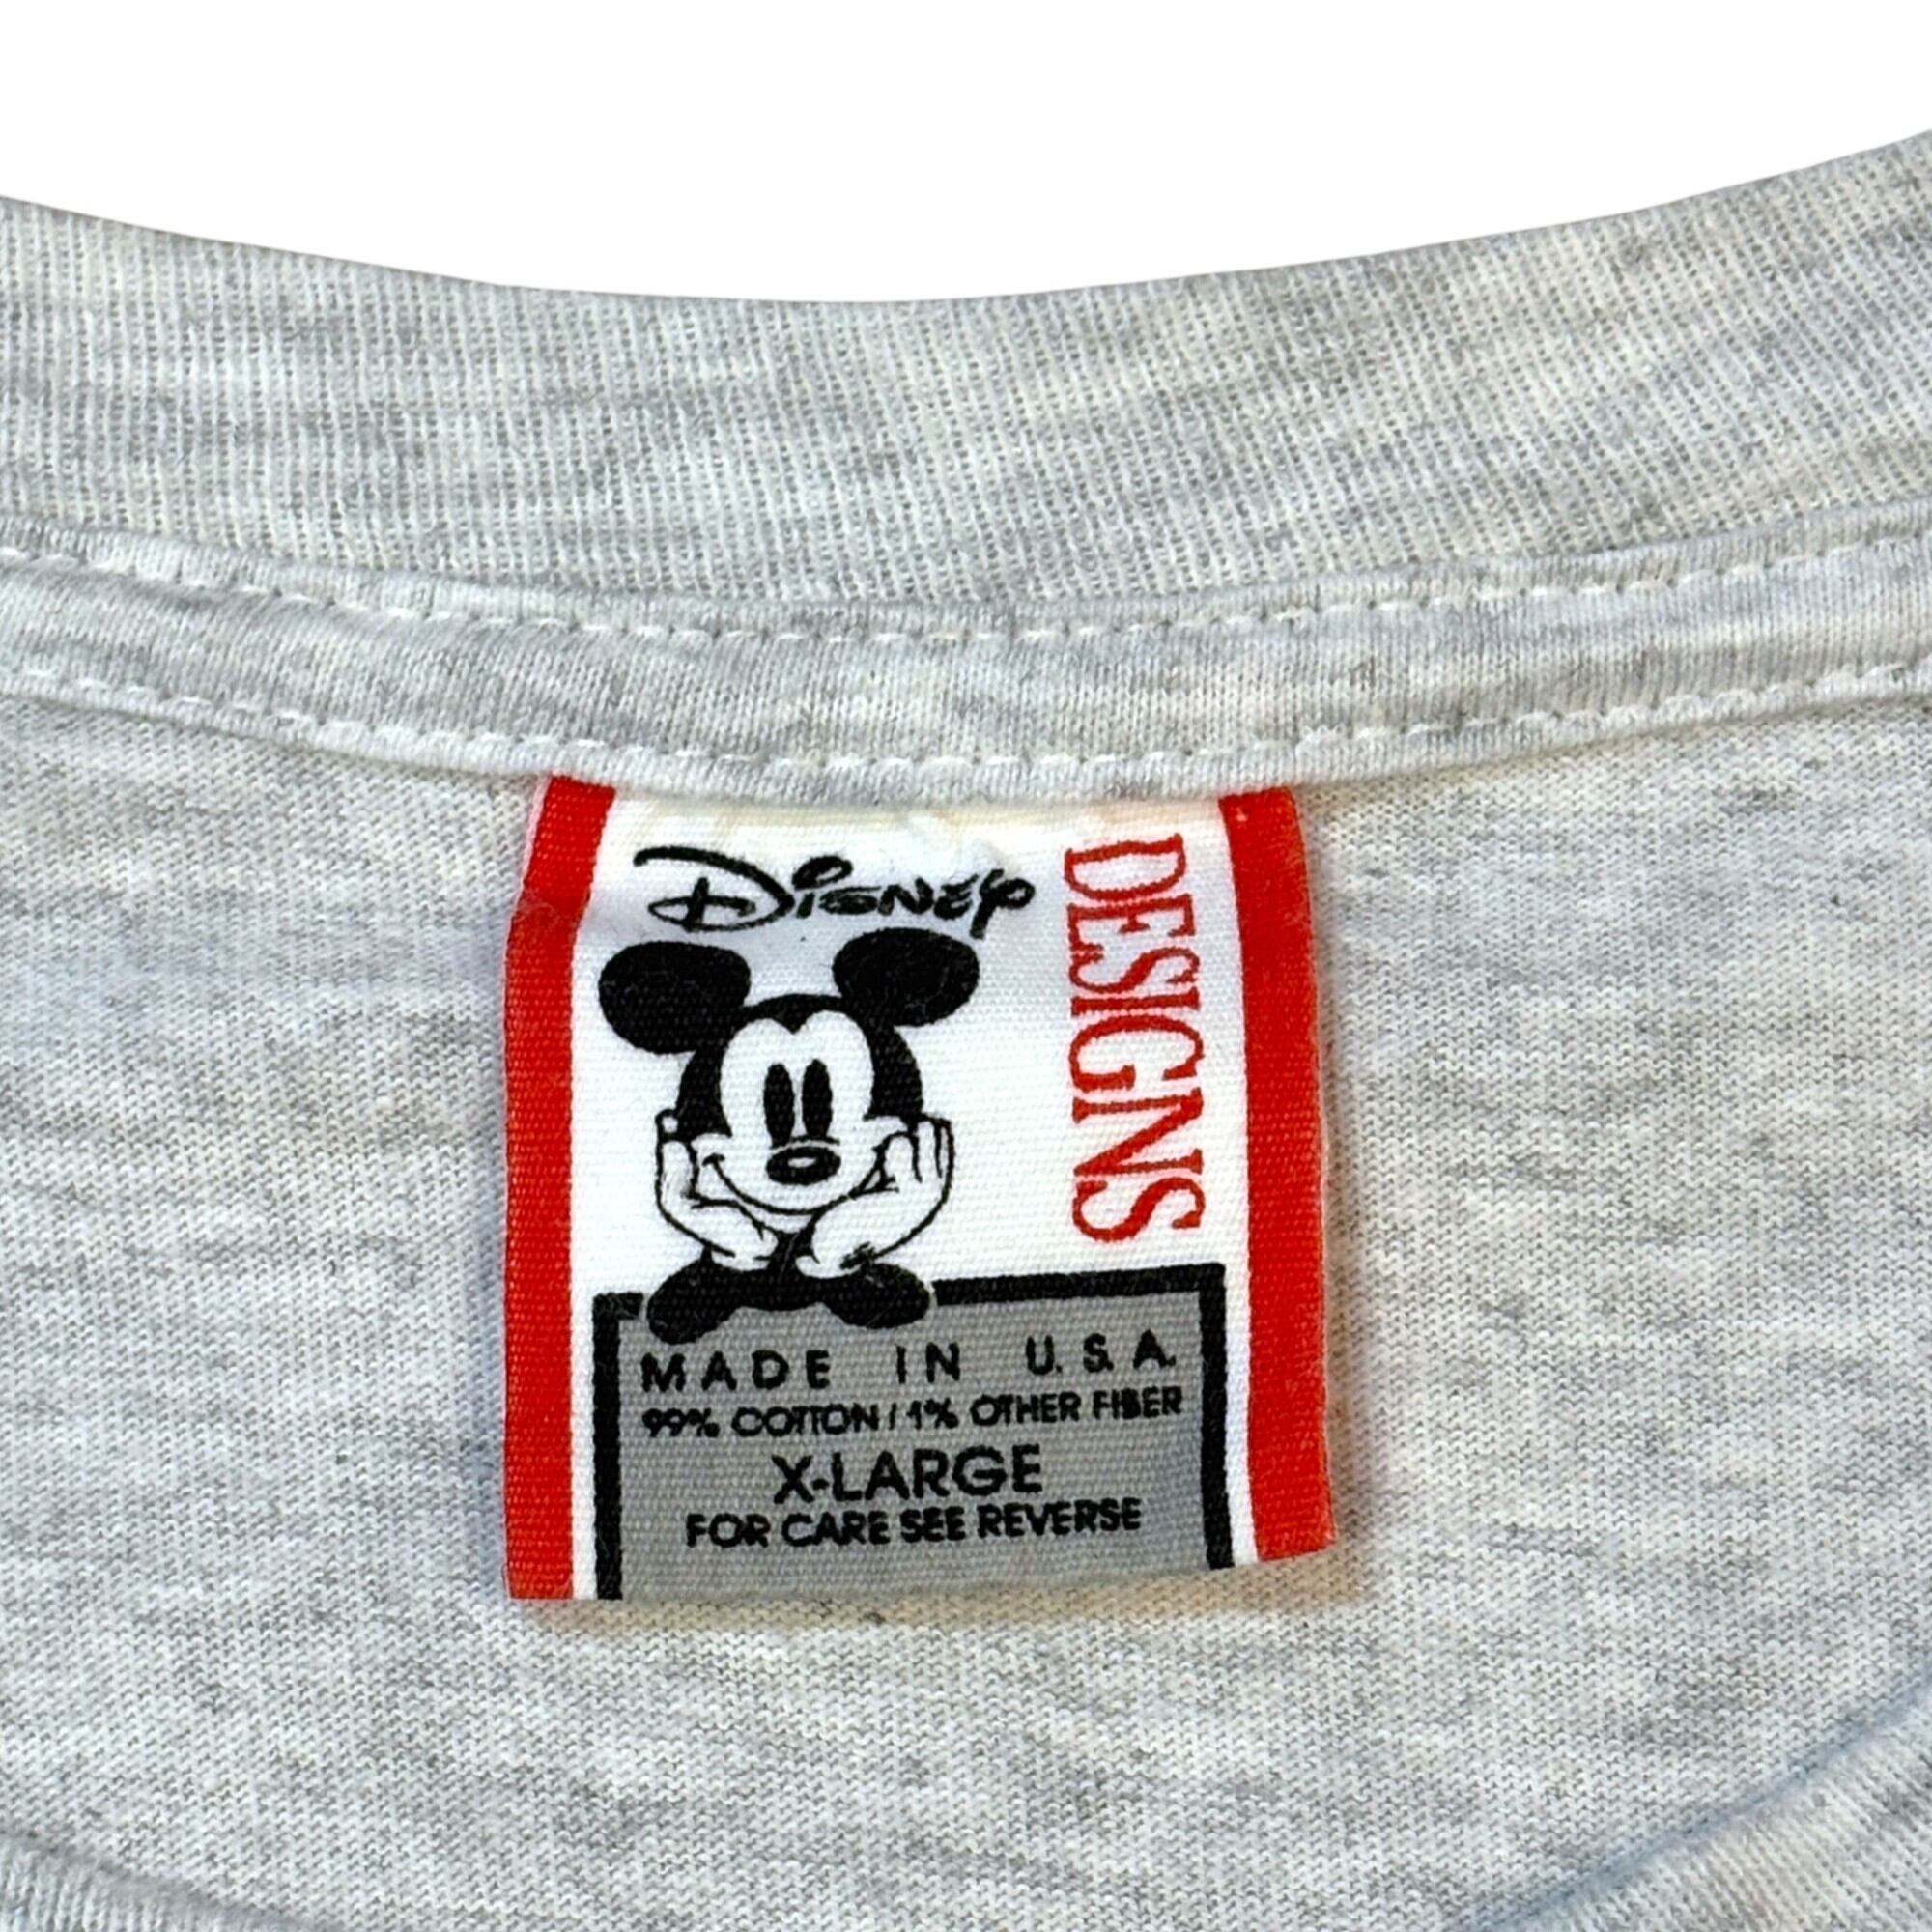 Disney
DESIGNS
MADE IN U.S.A.
99% COTTON / 1% OTHER FIBER
X-LARGE
FOR CARE SEE REVERSE